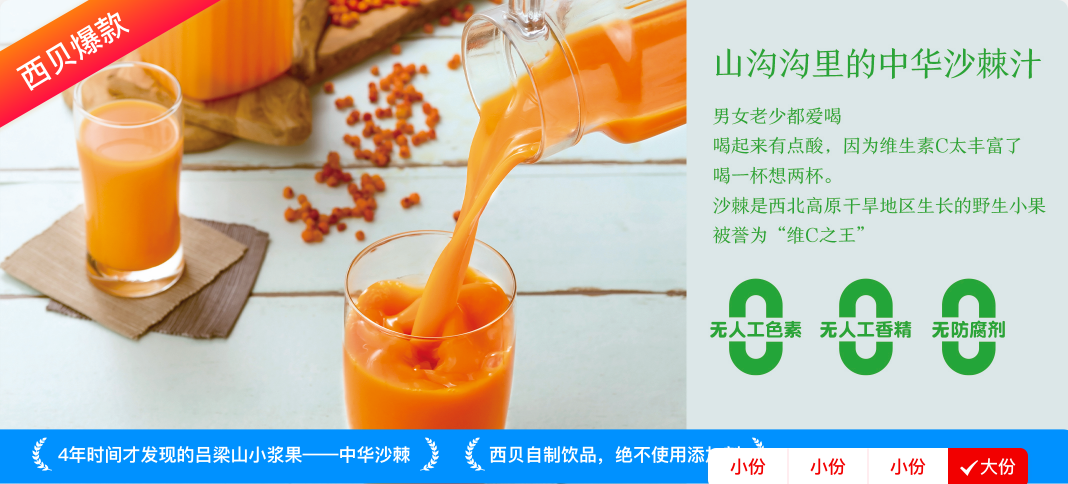 西贝爆款
山沟沟里的中华沙棘汁
男女老少都爱喝
喝起来有点酸，因为维生素C太丰富了
喝一杯想两杯。
沙棘是西北高原干旱地区生长的野生小果
被誉为“维C之王”
无人工色素
无人工香精
无防腐剂
4年时间才发现的吕梁山小浆果——中华沙棘
西贝自制饮品，绝不使用添
小份
小份
小份
大份